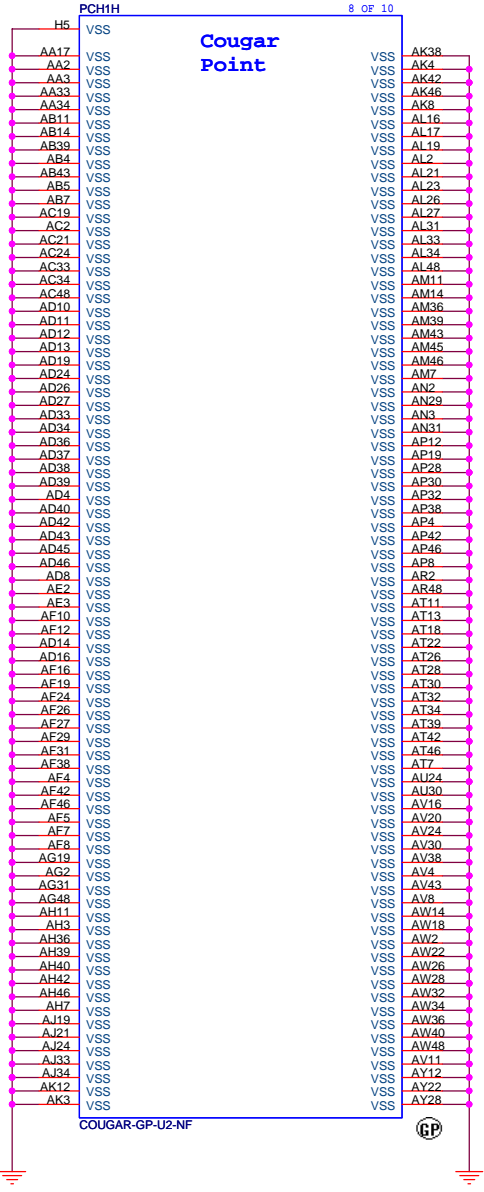 PCH1H
8 OF 10
Cougar
Point
H5 VSS
AA17 VSS VSS AK38
AA2 VSS VSS AK4
AA3 VSS VSS AK42
AA33 VSS VSS AK46
AA34 VSS VSS AK8
AB11 VSS VSS AL16
AB14 VSS VSS AL17
AB39 VSS VSS AL19
AB4 VSS VSS AL2
AB43 VSS VSS AL21
AB5 VSS VSS AL23
AB7 VSS VSS AL26
AC19 VSS VSS AL27
AC2 VSS VSS AL31
AC21 VSS VSS AL33
AC24 VSS VSS AL34
AC33 VSS VSS AL48
AC34 VSS VSS AM11
AC48 VSS VSS AM14
AD10 VSS VSS AM36
AD11 VSS VSS AM39
AD12 VSS VSS AM43
AD13 VSS VSS AM45
AD19 VSS VSS AM46
AD24 VSS VSS AM7
AD26 VSS VSS AN2
AD27 VSS VSS AN29
AD33 VSS VSS AN3
AD34 VSS VSS AN31
AD36 VSS VSS AP12
AD37 VSS VSS AP19
AD38 VSS VSS AP28
AD39 VSS VSS AP30
AD4 VSS VSS AP32
AD40 VSS VSS AP38
AD42 VSS VSS AP4
AD43 VSS VSS AP42
AD45 VSS VSS AP46
AD46 VSS VSS AP8
AD8 VSS VSS AR2
AE2 VSS VSS AR48
AE3 VSS VSS AT11
AF10 VSS VSS AT13
AF12 VSS VSS AT18
AD14 VSS VSS AT22
AD16 VSS VSS AT26
AF16 VSS VSS AT28
AF19 VSS VSS AT30
AF24 VSS VSS AT32
AF26 VSS VSS AT34
AF27 VSS VSS AT39
AF29 VSS VSS AT42
AF31 VSS VSS AT46
AF38 VSS VSS AT7
AF4 VSS VSS AU24
AF42 VSS VSS AU30
AF46 VSS VSS AV16
AF5 VSS VSS AV20
AF7 VSS VSS AV24
AF8 VSS VSS AV30
AG19 VSS VSS AV38
AG2 VSS VSS AV4
AG31 VSS VSS AV43
AG48 VSS VSS AV8
AH11 VSS VSS AW14
AH3 VSS VSS AW18
AH36 VSS VSS AW2
AH39 VSS VSS AW22
AH40 VSS VSS AW26
AH42 VSS VSS AW28
AH46 VSS VSS AW32
AH7 VSS VSS AW34
AJ19 VSS VSS AW36
AJ21 VSS VSS AW40
AJ24 VSS VSS AW48
AJ33 VSS VSS AV11
AJ34 VSS VSS AY12
AK12 VSS VSS AY22
AK3 VSS VSS AY28
COUGAR-GP-U2-NF
GP